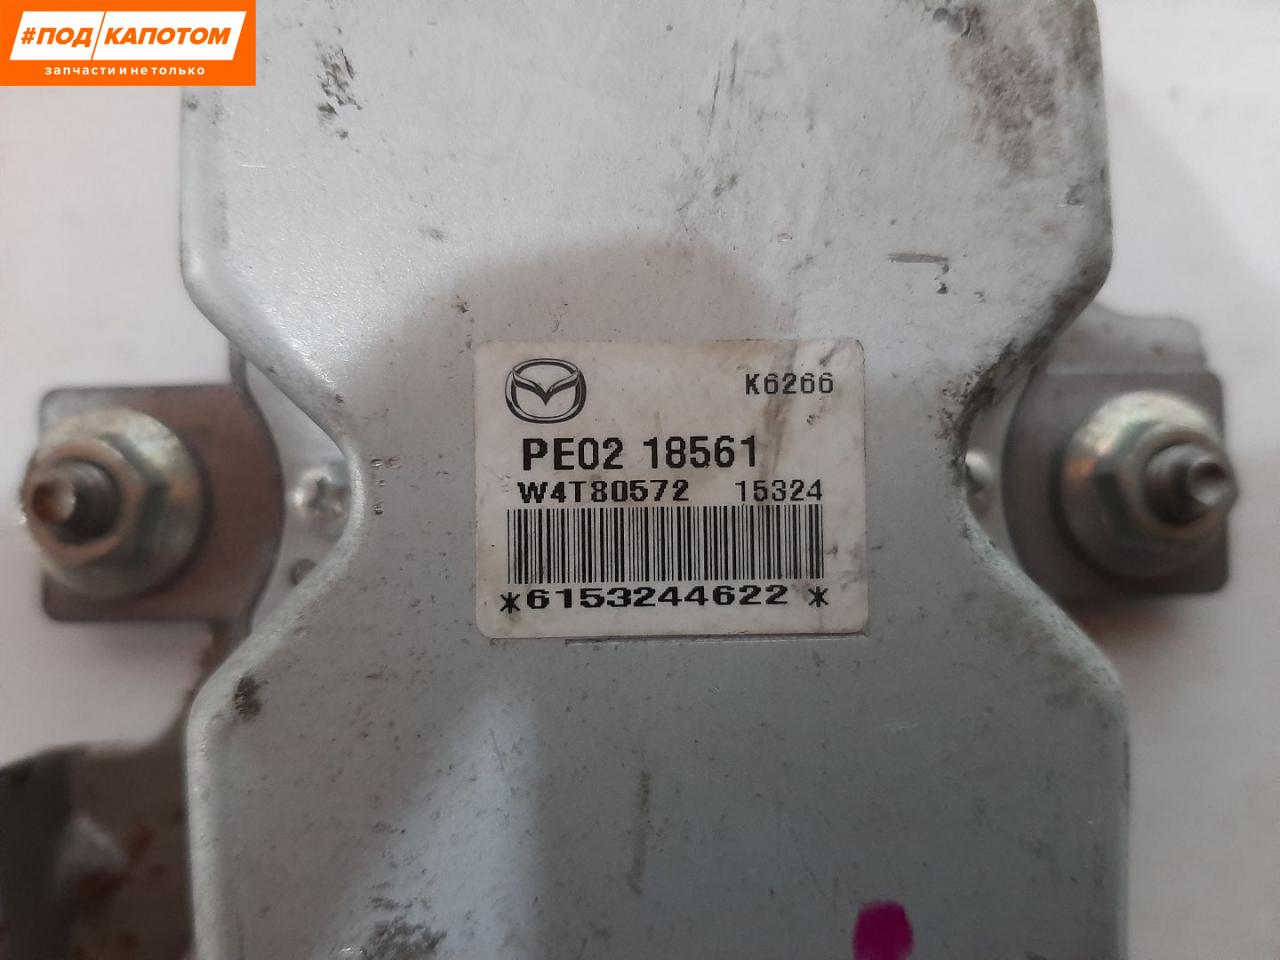 #ПОД/КАПОТОМ
запчасти и не только
K6266
PE02 18561
W4T80572 15324
*6153244622*